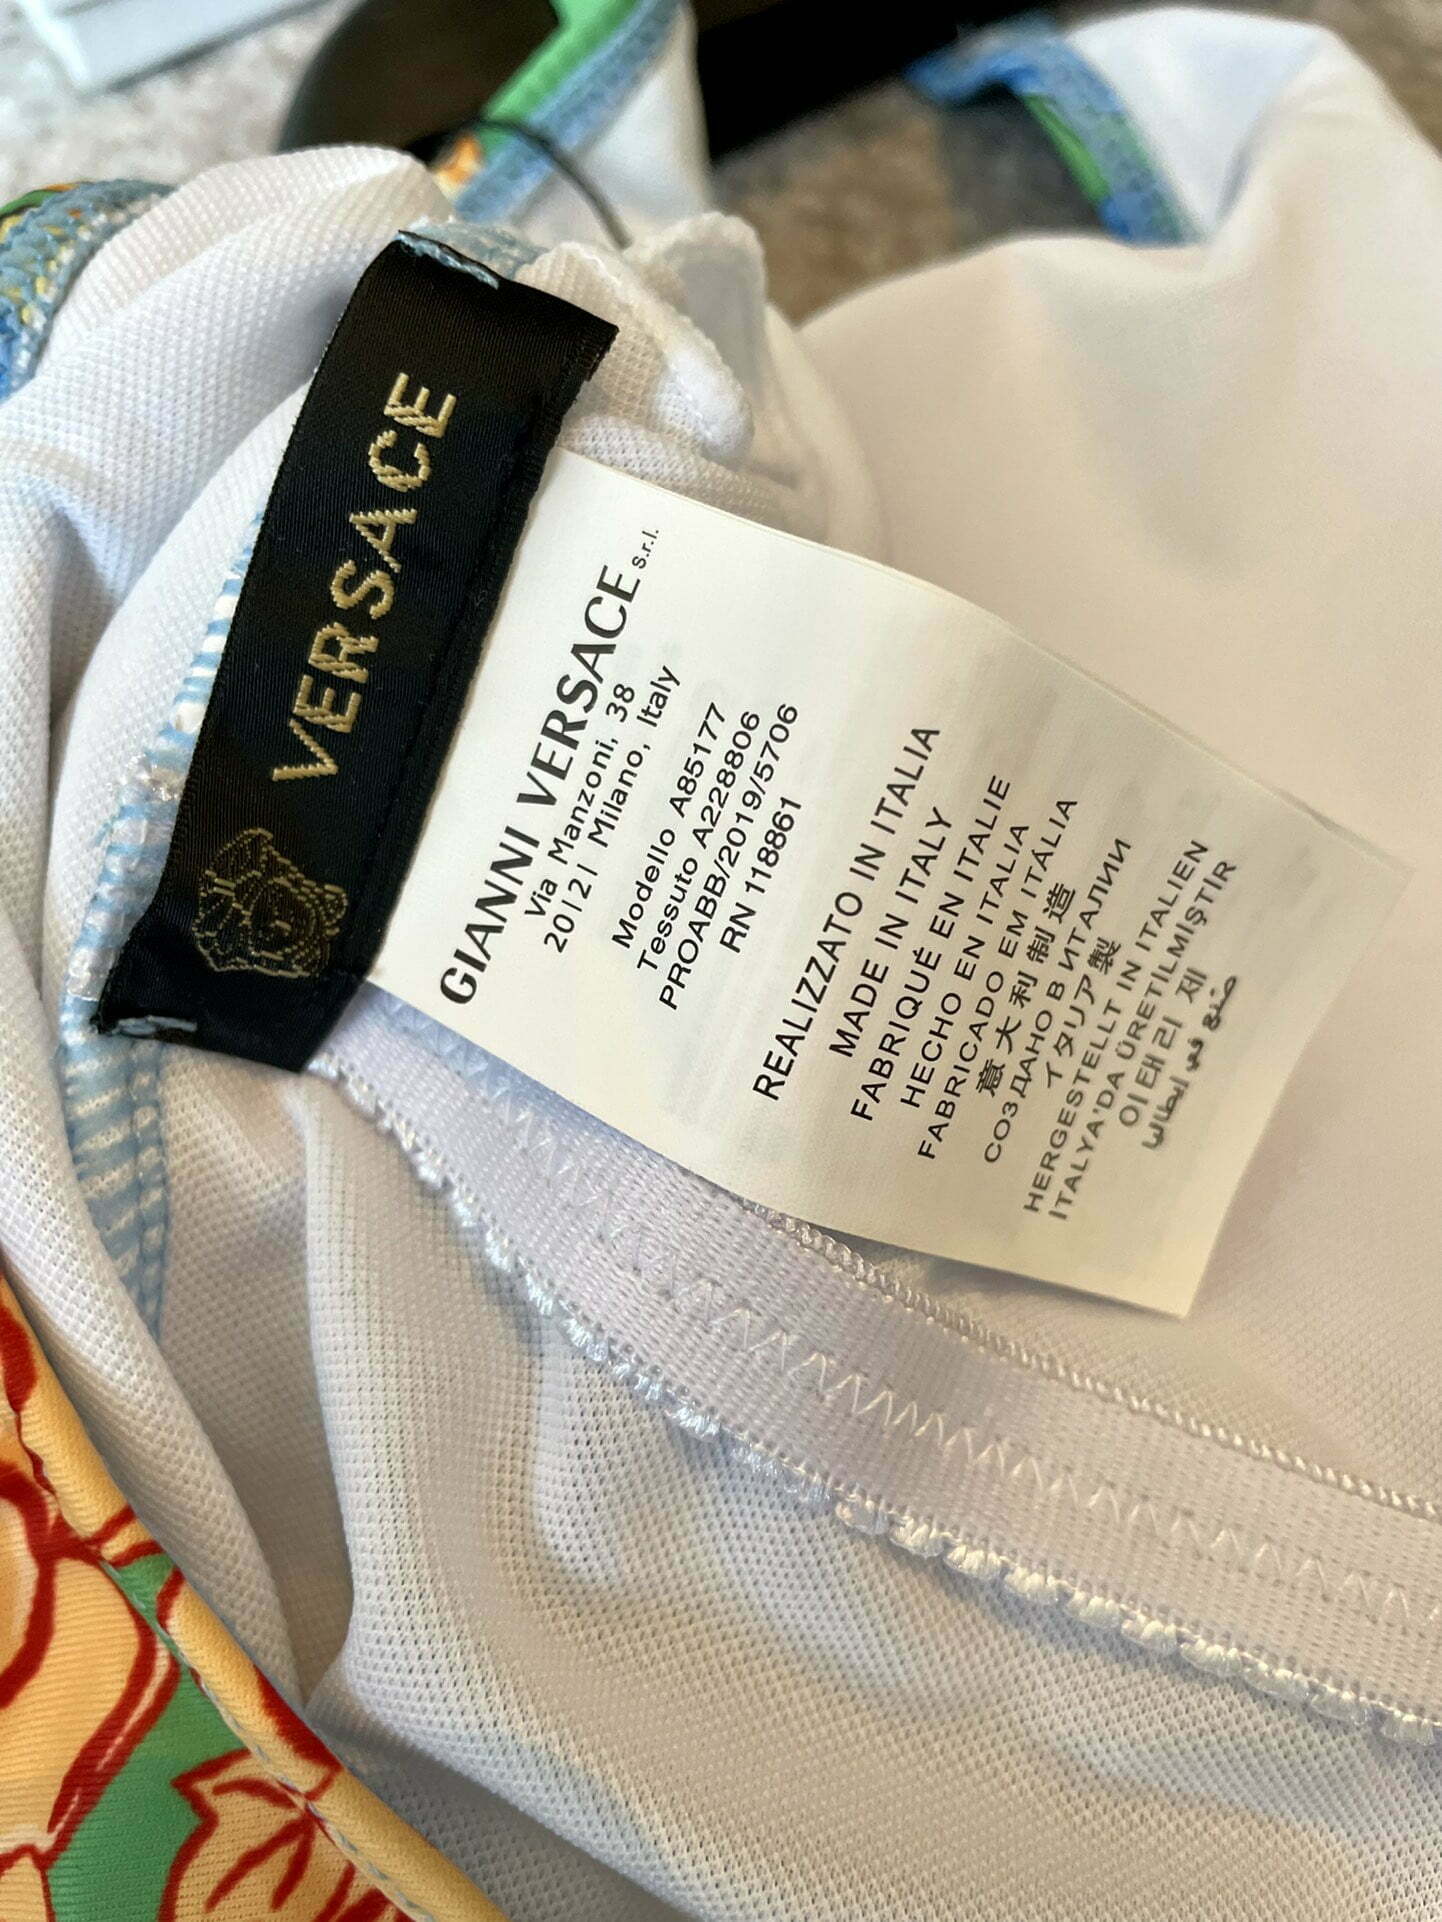 VERSACE
GIANNI VERSACE s.r.l.
Via Manzoni, 38
20121 Milano, Italy
Modello A85177
Tessuto A228806
PROABB/2019/5706
RN 118861
REALIZZATO IN ITALIA
MADE IN ITALY
FABRIQUÉ EN ITALIE
HECHO EN ITALIA
FABRICADO EM ITÁLIA
意大利制造
СОЗДАНО В ИТАЛИИ
イタリア製
HERGESTELLT IN ITALIEN
İTALYA'DA ÜRETİLMİŞTİR
이태리 제
صنع في ايطاليا